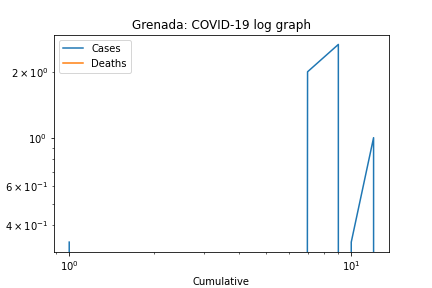 Grenada: COVID-19 log graph
Cases
Deaths
2 × 10⁰
10⁰
6 × 10⁻¹
4 × 10⁻¹
10⁰ 10¹
Cumulative